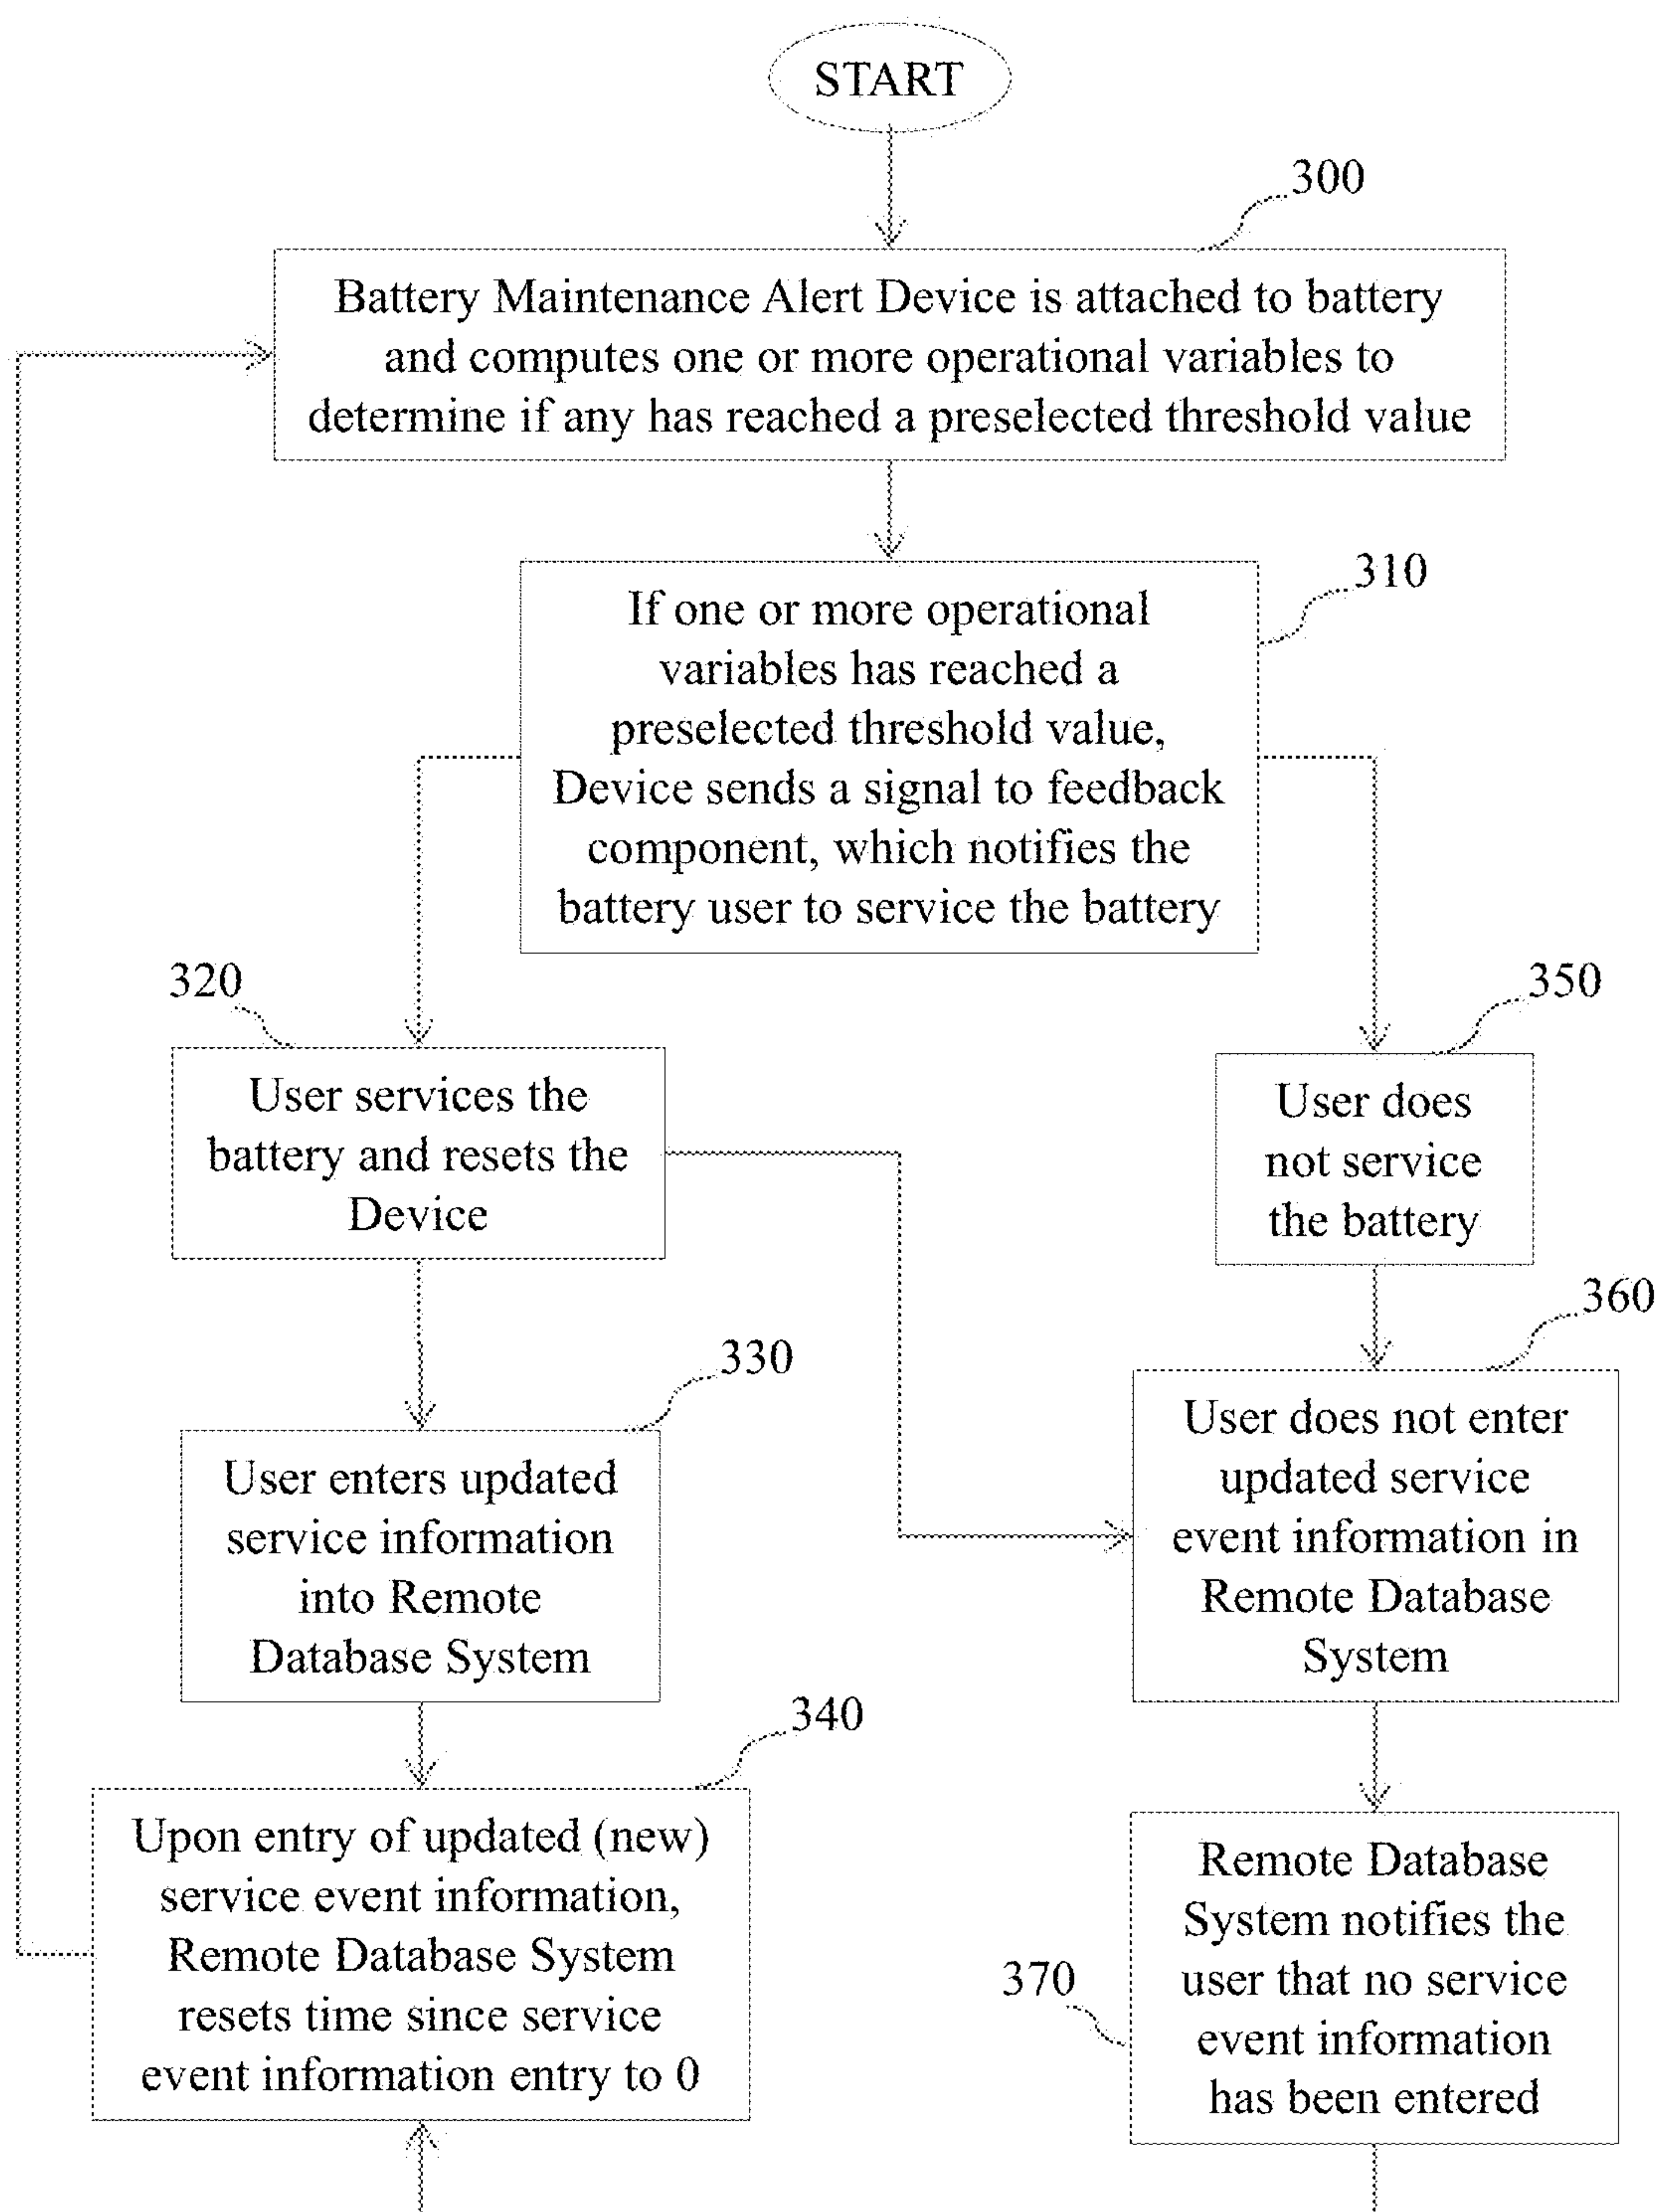 START
300
Battery Maintenance Alert Device is attached to battery
and computes one or more operational variables to
determine if any has reached a preselected threshold value
310
If one or more operational
variables has reached a
preselected threshold value,
Device sends a signal to feedback
component, which notifies the
battery user to service the battery
320
User services the
battery and resets the
Device
350
User does
not service
the battery
330
User enters updated
service information
into Remote
Database System
360
User does not enter
updated service
event information in
Remote Database
System
340
Upon entry of updated (new)
service event information,
Remote Database System
resets time since service
event information entry to 0
370
Remote Database
System notifies the
user that no service
event information
has been entered